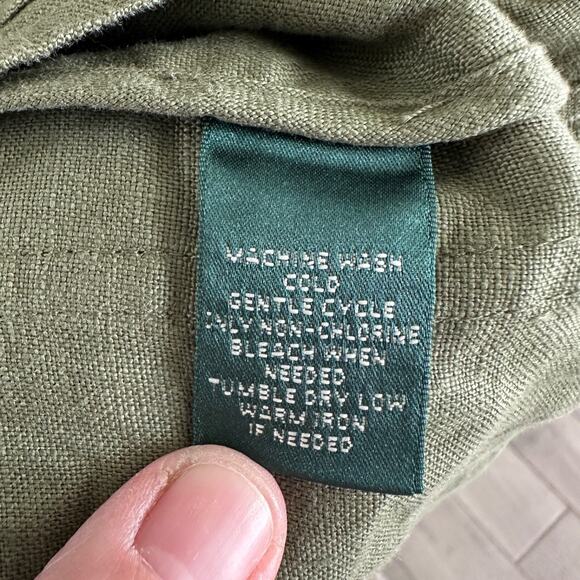 MACHINE WASH
COLD
GENTLE CYCLE
ONLY NON-CHLORINE
BLEACH WHEN
NEEDED
TUMBLE DRY LOW
WARM IRON
IF NEEDED